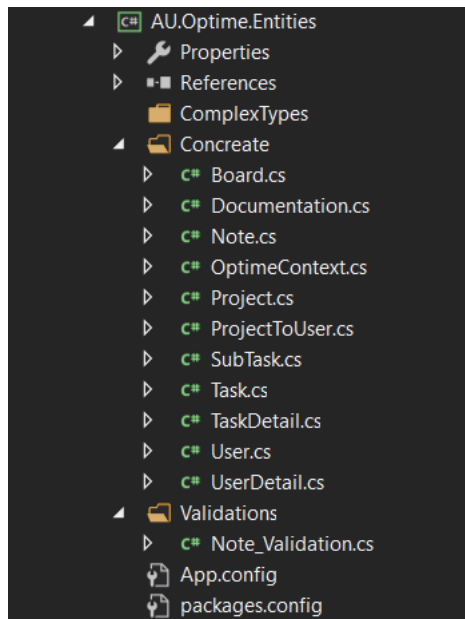 C# AU.Optime.Entities
Properties
References
ComplexTypes
Concreate
C# Board.cs
C# Documentation.cs
C# Note.cs
C# OptimeContext.cs
C# Project.cs
C# ProjectToUser.cs
C# SubTask.cs
C# Task.cs
C# TaskDetail.cs
C# User.cs
C# UserDetail.cs
Validations
C# Note_Validation.cs
App.config
packages.config